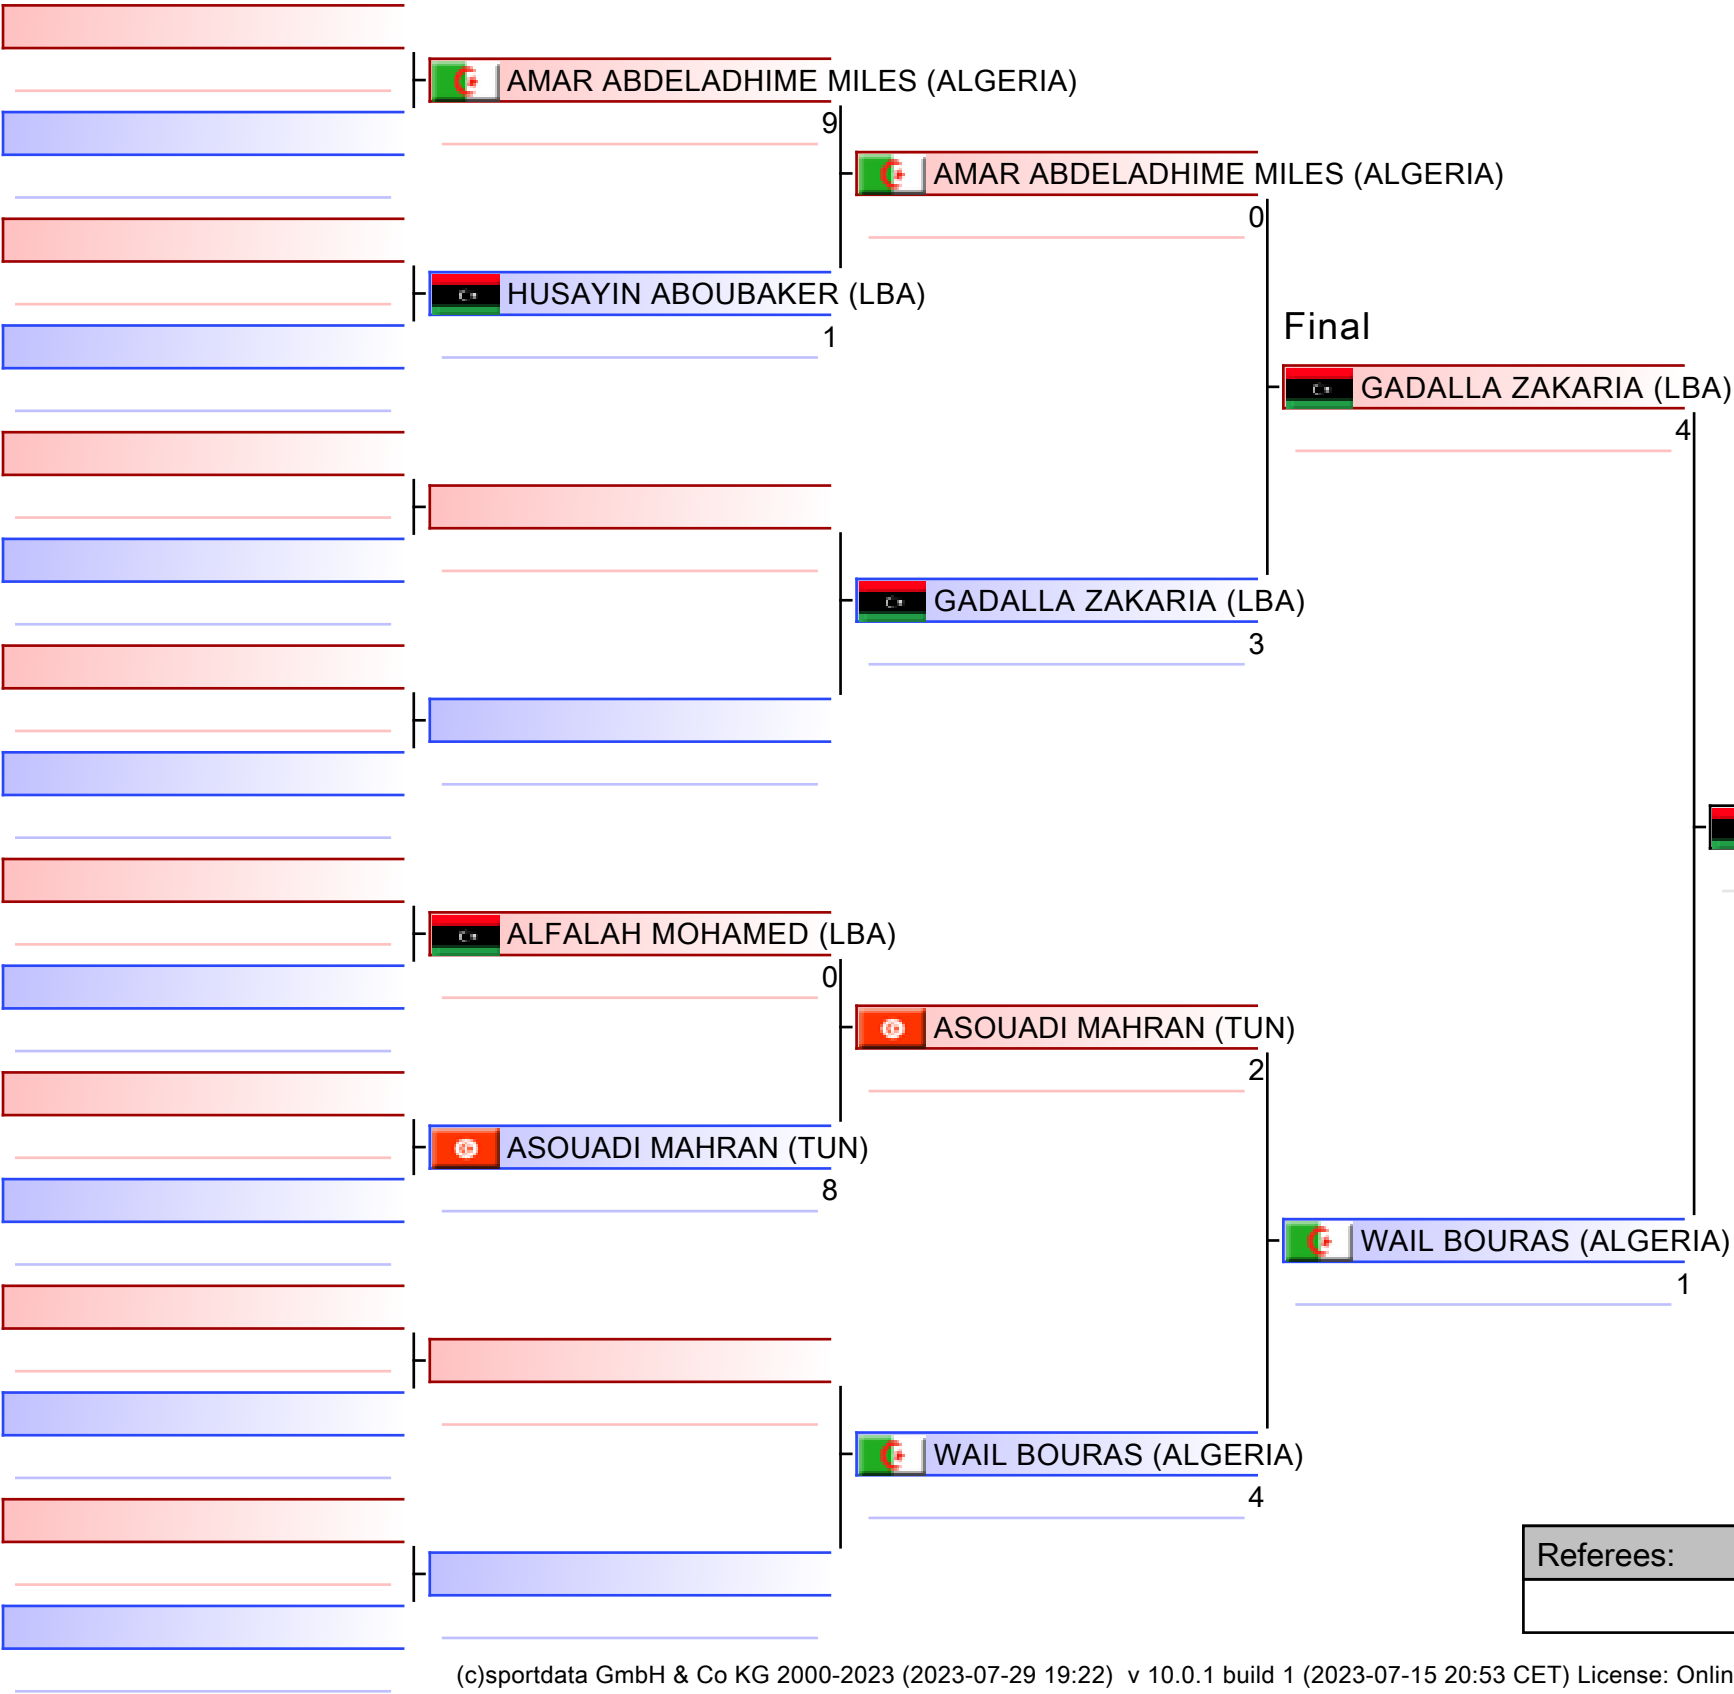 AMAR ABDELADHIME MILES (ALGERIA)
9
AMAR ABDELADHIME MILES (ALGERIA)
0
HUSAYIN ABOUBAKER (LBA)
1
Final
GADALLA ZAKARIA (LBA)
4
GADALLA ZAKARIA (LBA)
3
ALFALAH MOHAMED (LBA)
0
ASOUADI MAHRAN (TUN)
2
ASOUADI MAHRAN (TUN)
8
WAIL BOURAS (ALGERIA)
1
WAIL BOURAS (ALGERIA)
4
Referees:
(c)sportdata GmbH & Co KG 2000-2023 (2023-07-29 19:22) v 10.0.1 build 1 (2023-07-15 20:53 CET) License: Onlin